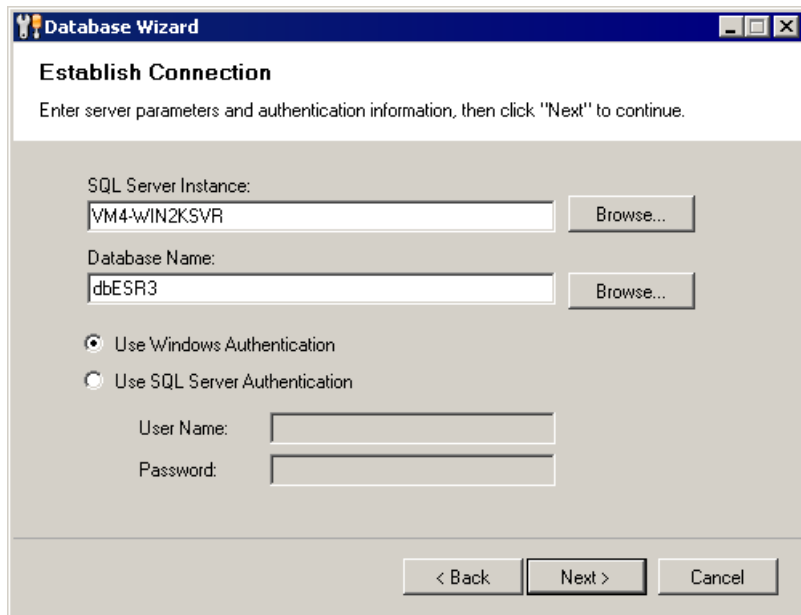 Database Wizard
Establish Connection
Enter server parameters and authentication information, then click "Next" to continue.
SQL Server Instance:
VM4-WIN2KSVR Browse...
Database Name:
dbESR3 Browse...
Use Windows Authentication
Use SQL Server Authentication
User Name:
Password:
< Back Next > Cancel